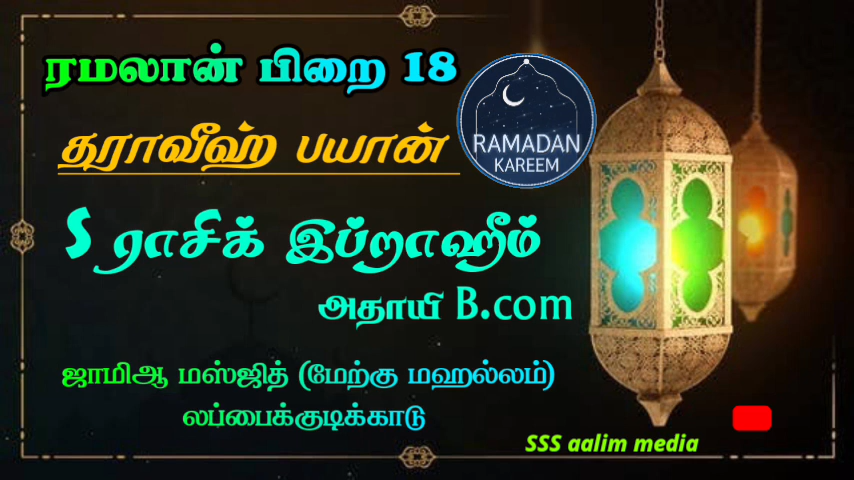 ரமலான் பிறை 18
தராவீஹ் பயான்
RAMADAN
KAREEM
S ராசிக் இப்றாஹீம்
அதாயி B.com
ஜாமிஆ மஸ்ஜித் (மேற்கு மஹல்லம்)
லப்பைக்குடிக்காடு
SSS aalim media